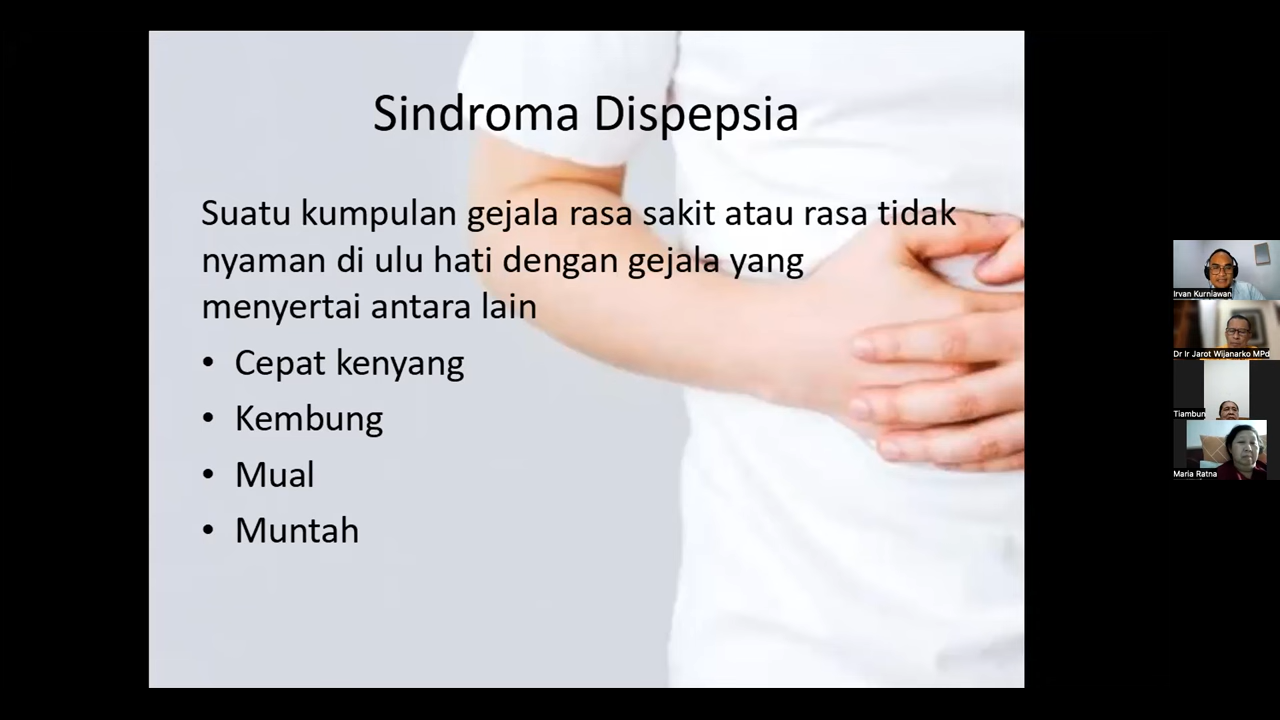 Sindroma Dispepsia
Suatu kumpulan gejala rasa sakit atau rasa tidak
nyaman di ulu hati dengan gejala yang
menyertai antara lain
• Cepat kenyang
• Kembung
• Mual
• Muntah
Irvan Kurniawan
Dr Ir Jarot Wijanarko MPd
Tiambun
Maria Ratna